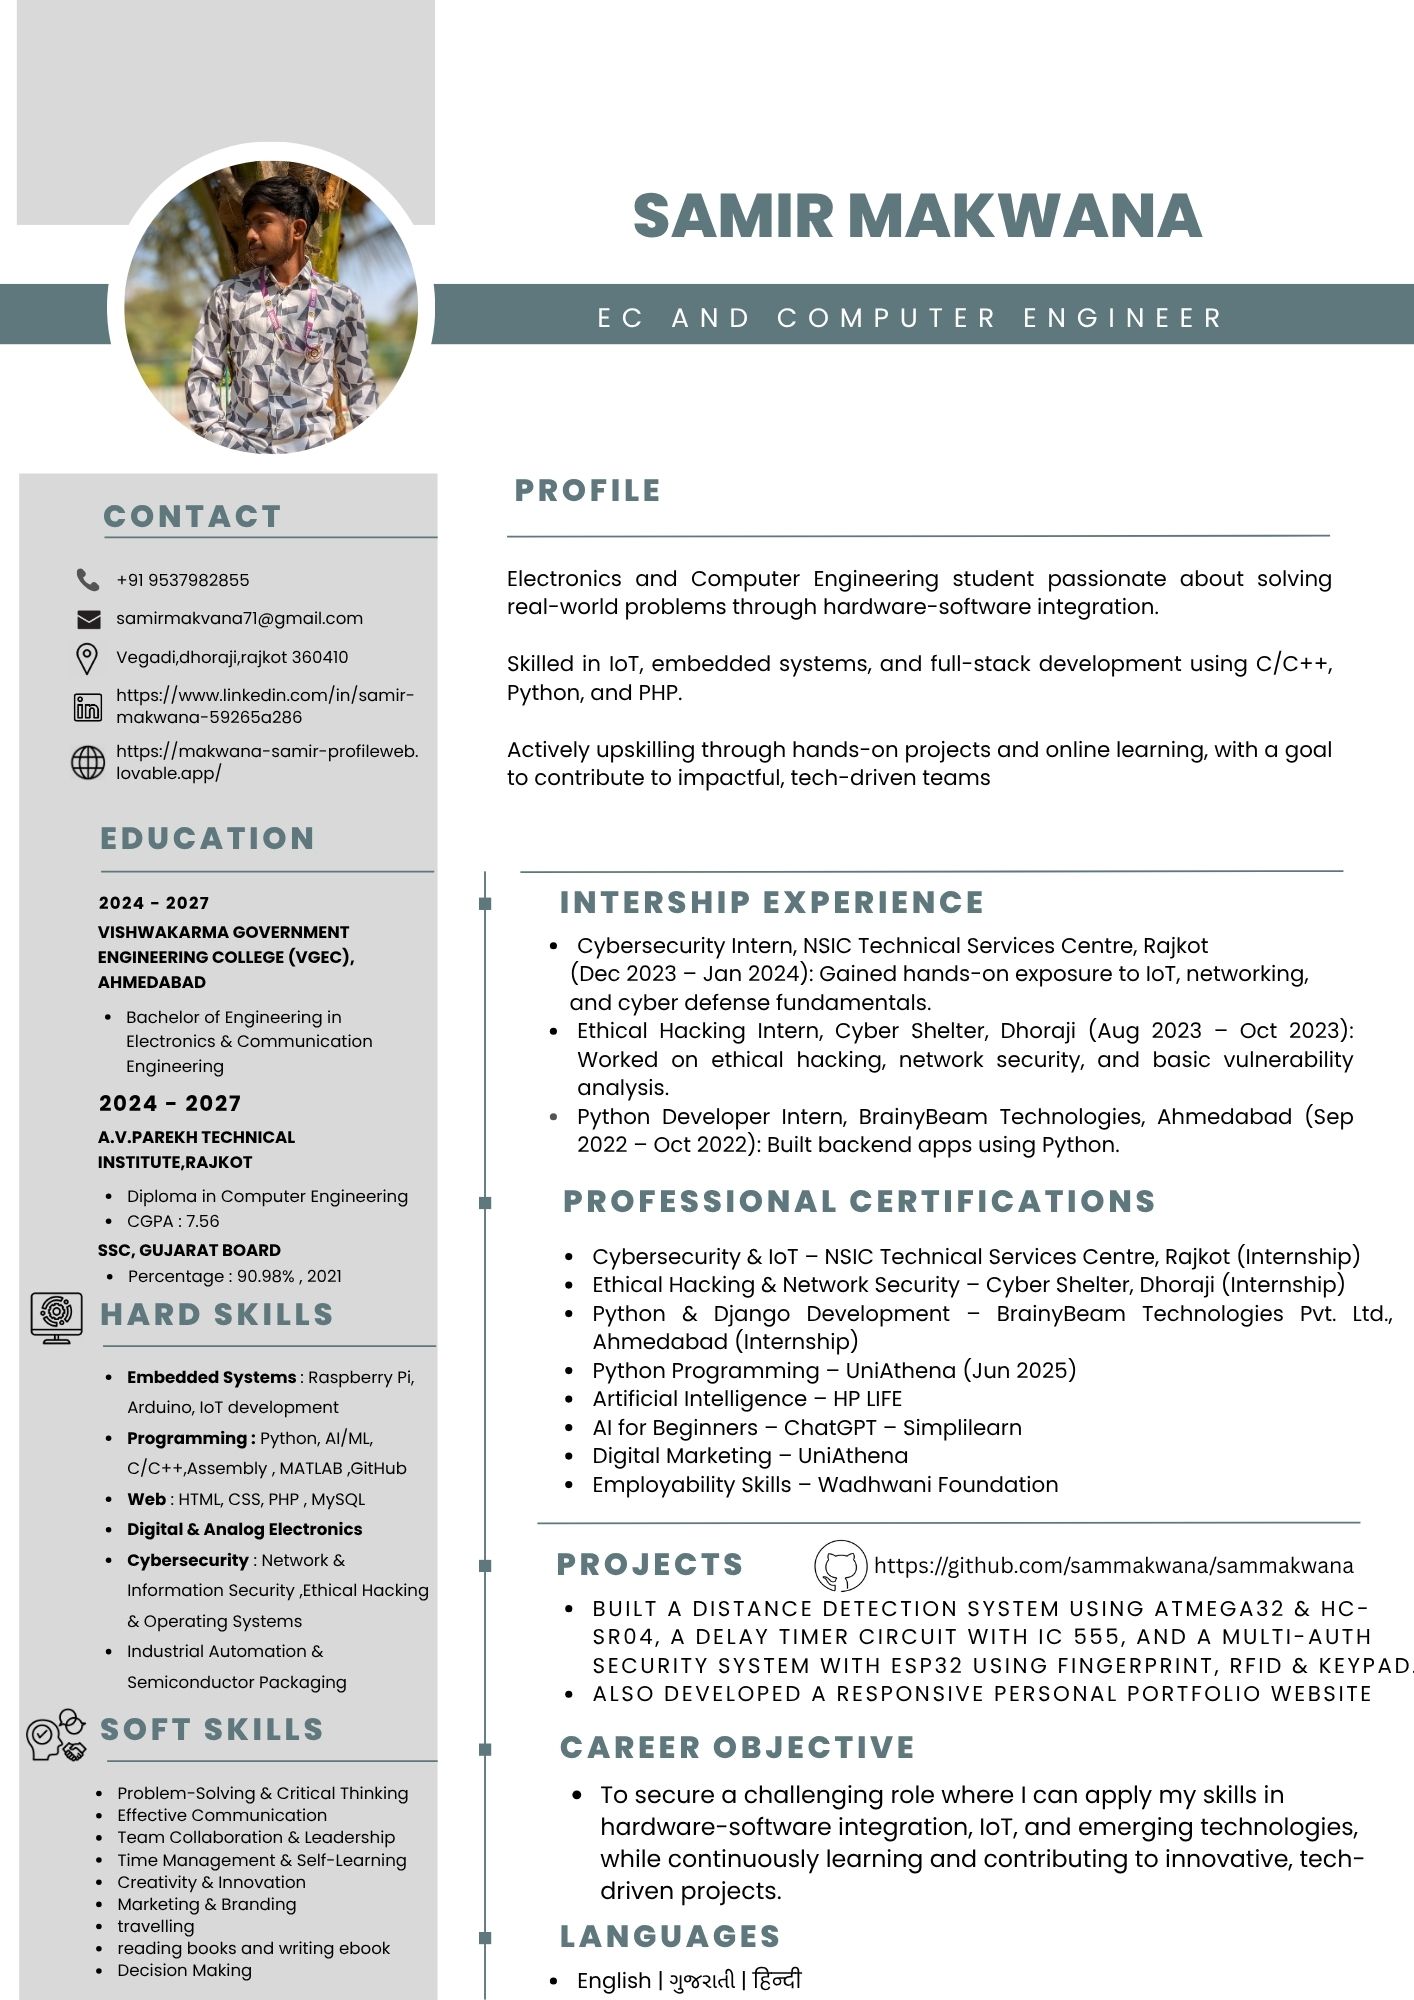 SAMIR MAKWANA
EC AND COMPUTER ENGINEER
CONTACT
+91 9537982855
samirmakvana71@gmail.com
Vegadi,dhoraji,rajkot 360410
https://www.linkedin.com/in/samir-
makwana-59265a286
https://makwana-samir-profileweb.
lovable.app/
EDUCATION
2024 - 2027
VISHWAKARMA GOVERNMENT
ENGINEERING COLLEGE (VGEC),
AHMEDABAD
• Bachelor of Engineering in
Electronics & Communication
Engineering
2024 - 2027
A.V.PAREKH TECHNICAL
INSTITUTE,RAJKOT
• Diploma in Computer Engineering
• CGPA : 7.56
SSC, GUJARAT BOARD
• Percentage : 90.98% , 2021
HARD SKILLS
• Embedded Systems : Raspberry Pi,
Arduino, IoT development
• Programming : Python, AI/ML,
C/C++,Assembly , MATLAB ,GitHub
• Web : HTML, CSS, PHP , MySQL
• Digital & Analog Electronics
• Cybersecurity : Network &
Information Security ,Ethical Hacking
& Operating Systems
• Industrial Automation &
Semiconductor Packaging
SOFT SKILLS
• Problem-Solving & Critical Thinking
• Effective Communication
• Team Collaboration & Leadership
• Time Management & Self-Learning
• Creativity & Innovation
• Marketing & Branding
• travelling
• reading books and writing ebook
• Decision Making
PROFILE
Electronics and Computer Engineering student passionate about solving
real-world problems through hardware-software integration.
Skilled in IoT, embedded systems, and full-stack development using C/C++,
Python, and PHP.
Actively upskilling through hands-on projects and online learning, with a goal
to contribute to impactful, tech-driven teams
INTERSHIP EXPERIENCE
• Cybersecurity Intern, NSIC Technical Services Centre, Rajkot
(Dec 2023 – Jan 2024): Gained hands-on exposure to IoT, networking,
and cyber defense fundamentals.
• Ethical Hacking Intern, Cyber Shelter, Dhoraji (Aug 2023 – Oct 2023):
Worked on ethical hacking, network security, and basic vulnerability
analysis.
• Python Developer Intern, BrainyBeam Technologies, Ahmedabad (Sep
2022 – Oct 2022): Built backend apps using Python.
PROFESSIONAL CERTIFICATIONS
• Cybersecurity & IoT – NSIC Technical Services Centre, Rajkot (Internship)
• Ethical Hacking & Network Security – Cyber Shelter, Dhoraji (Internship)
• Python & Django Development – BrainyBeam Technologies Pvt. Ltd.,
Ahmedabad (Internship)
• Python Programming – UniAthena (Jun 2025)
• Artificial Intelligence – HP LIFE
• AI for Beginners – ChatGPT – Simplilearn
• Digital Marketing – UniAthena
• Employability Skills – Wadhwani Foundation
PROJECTS https://github.com/sammakwana/sammakwana
• BUILT A DISTANCE DETECTION SYSTEM USING ATMEGA32 & HC-
SR04, A DELAY TIMER CIRCUIT WITH IC 555, AND A MULTI-AUTH
SECURITY SYSTEM WITH ESP32 USING FINGERPRINT, RFID & KEYPAD.
• ALSO DEVELOPED A RESPONSIVE PERSONAL PORTFOLIO WEBSITE
CAREER OBJECTIVE
• To secure a challenging role where I can apply my skills in
hardware-software integration, IoT, and emerging technologies,
while continuously learning and contributing to innovative, tech-
driven projects.
LANGUAGES
• English | ગુજરાતી | हिन्दी